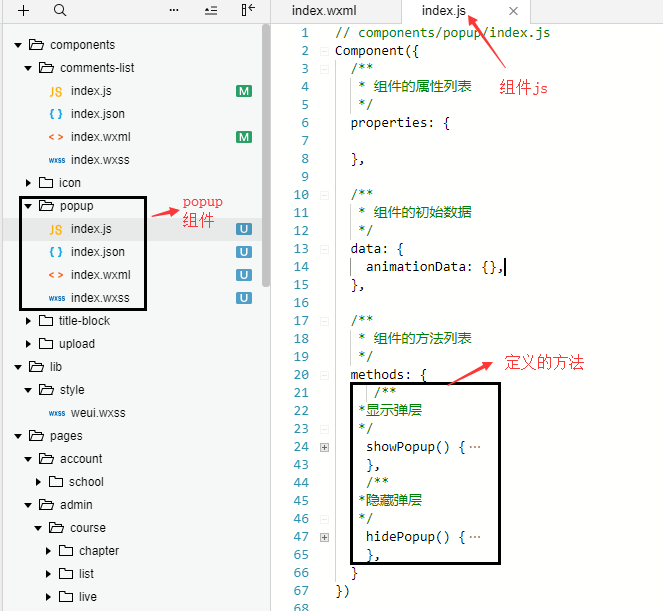 index.wxml
index.js
components
comments-list
JS index.js M
{ } index.json
< > index.wxml M
wxss index.wxss
icon
popup
JS index.js U
{ } index.json U
< > index.wxml U
wxss index.wxss U
title-block
upload
lib
style
wxss weui.wxss
pages
account
school
admin
course
chapter
list
live
popup
组件
1 // components/popup/index.js
2 Component({
3 /**
4 * 组件的属性列表
5 */
6 properties: {
7
8 },
9
10 /**
11 * 组件的初始数据
12 */
13 data: {
14 animationData: {},
15 },
16
17 /**
18 * 组件的方法列表
19 */
20 methods: {
21 /**
22 *显示弹层
23 */
24 showPopup() {…
43 },
44 /**
45 *隐藏弹层
46 */
47 hidePopup() {…
65 },
66 }
67 })
68
组件js
定义的方法